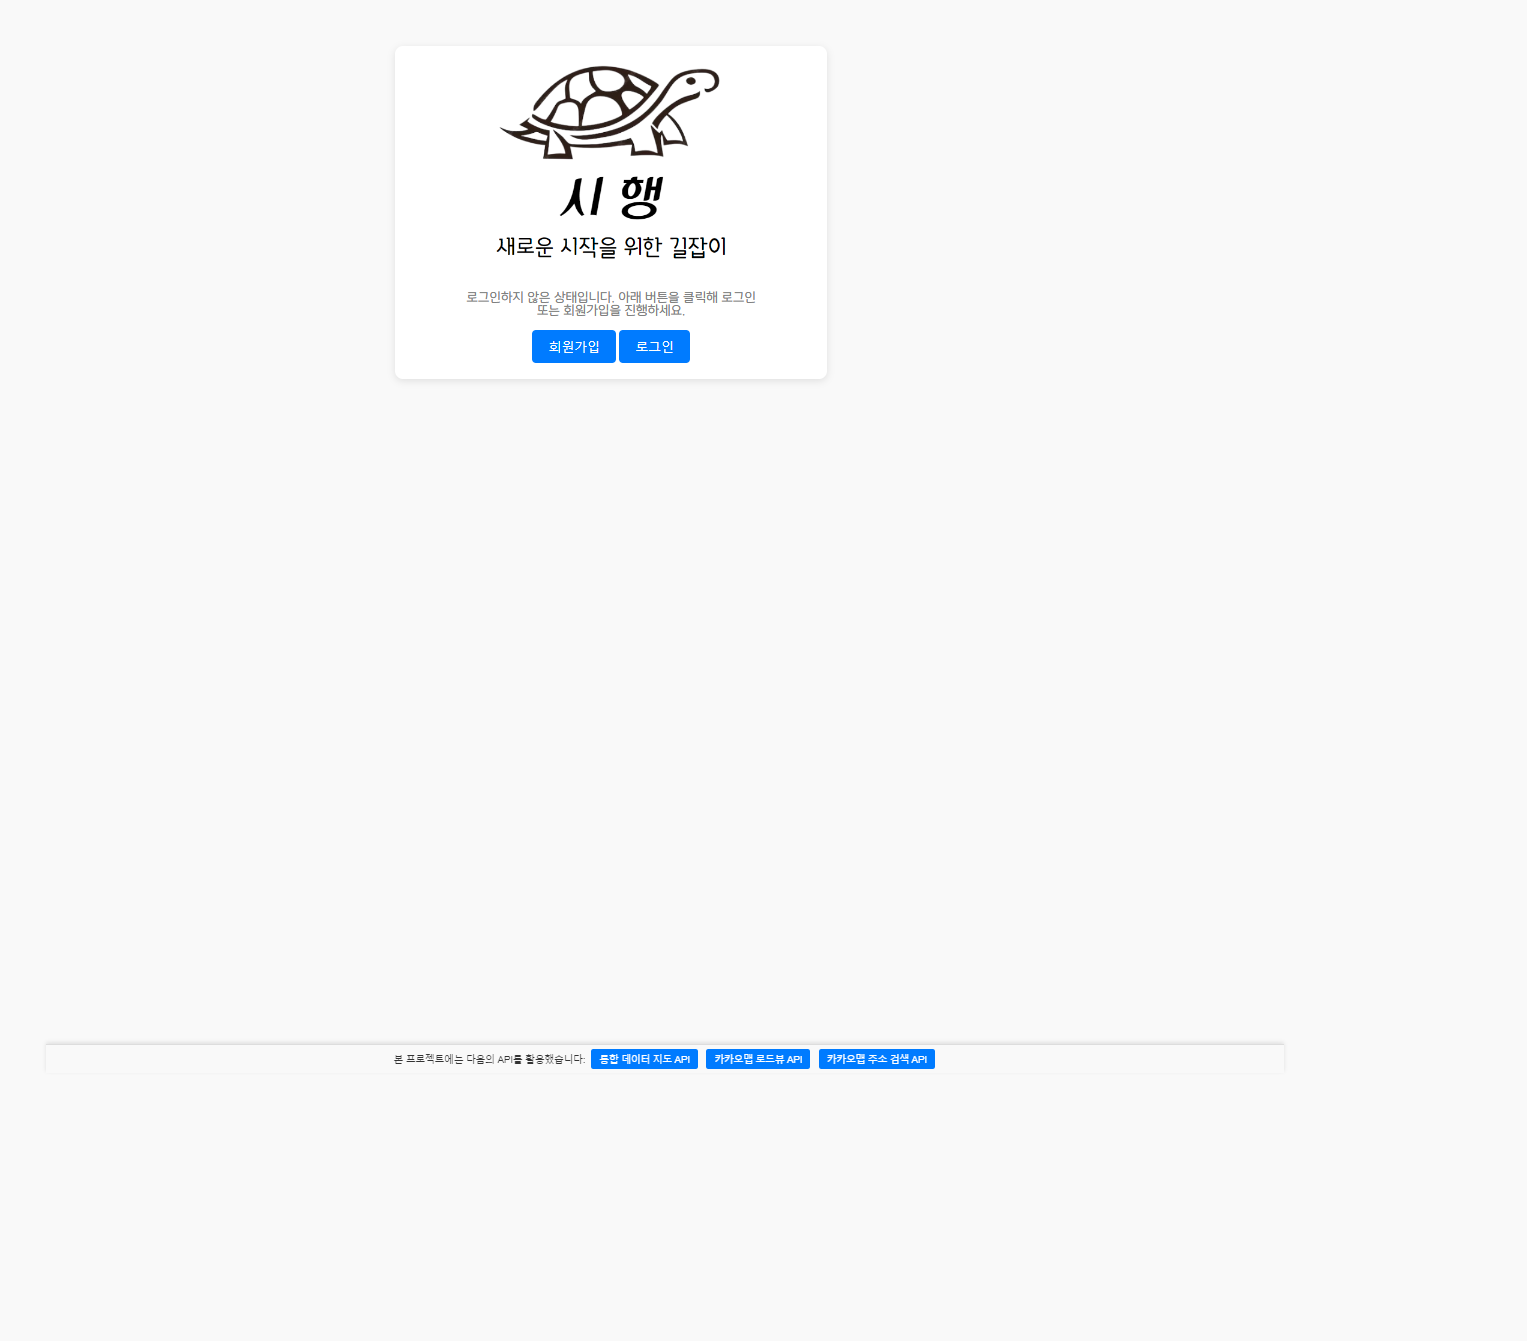 시 행
새로운 시작을 위한 길잡이
로그인하지 않은 상태입니다. 아래 버튼을 클릭해 로그인
또는 회원가입을 진행하세요.
회원가입 로그인
본 프로젝트에는 다음의 API를 활용했습니다: 통합 데이터 지도 API 카카오맵 로드뷰 API 카카오맵 주소 검색 API